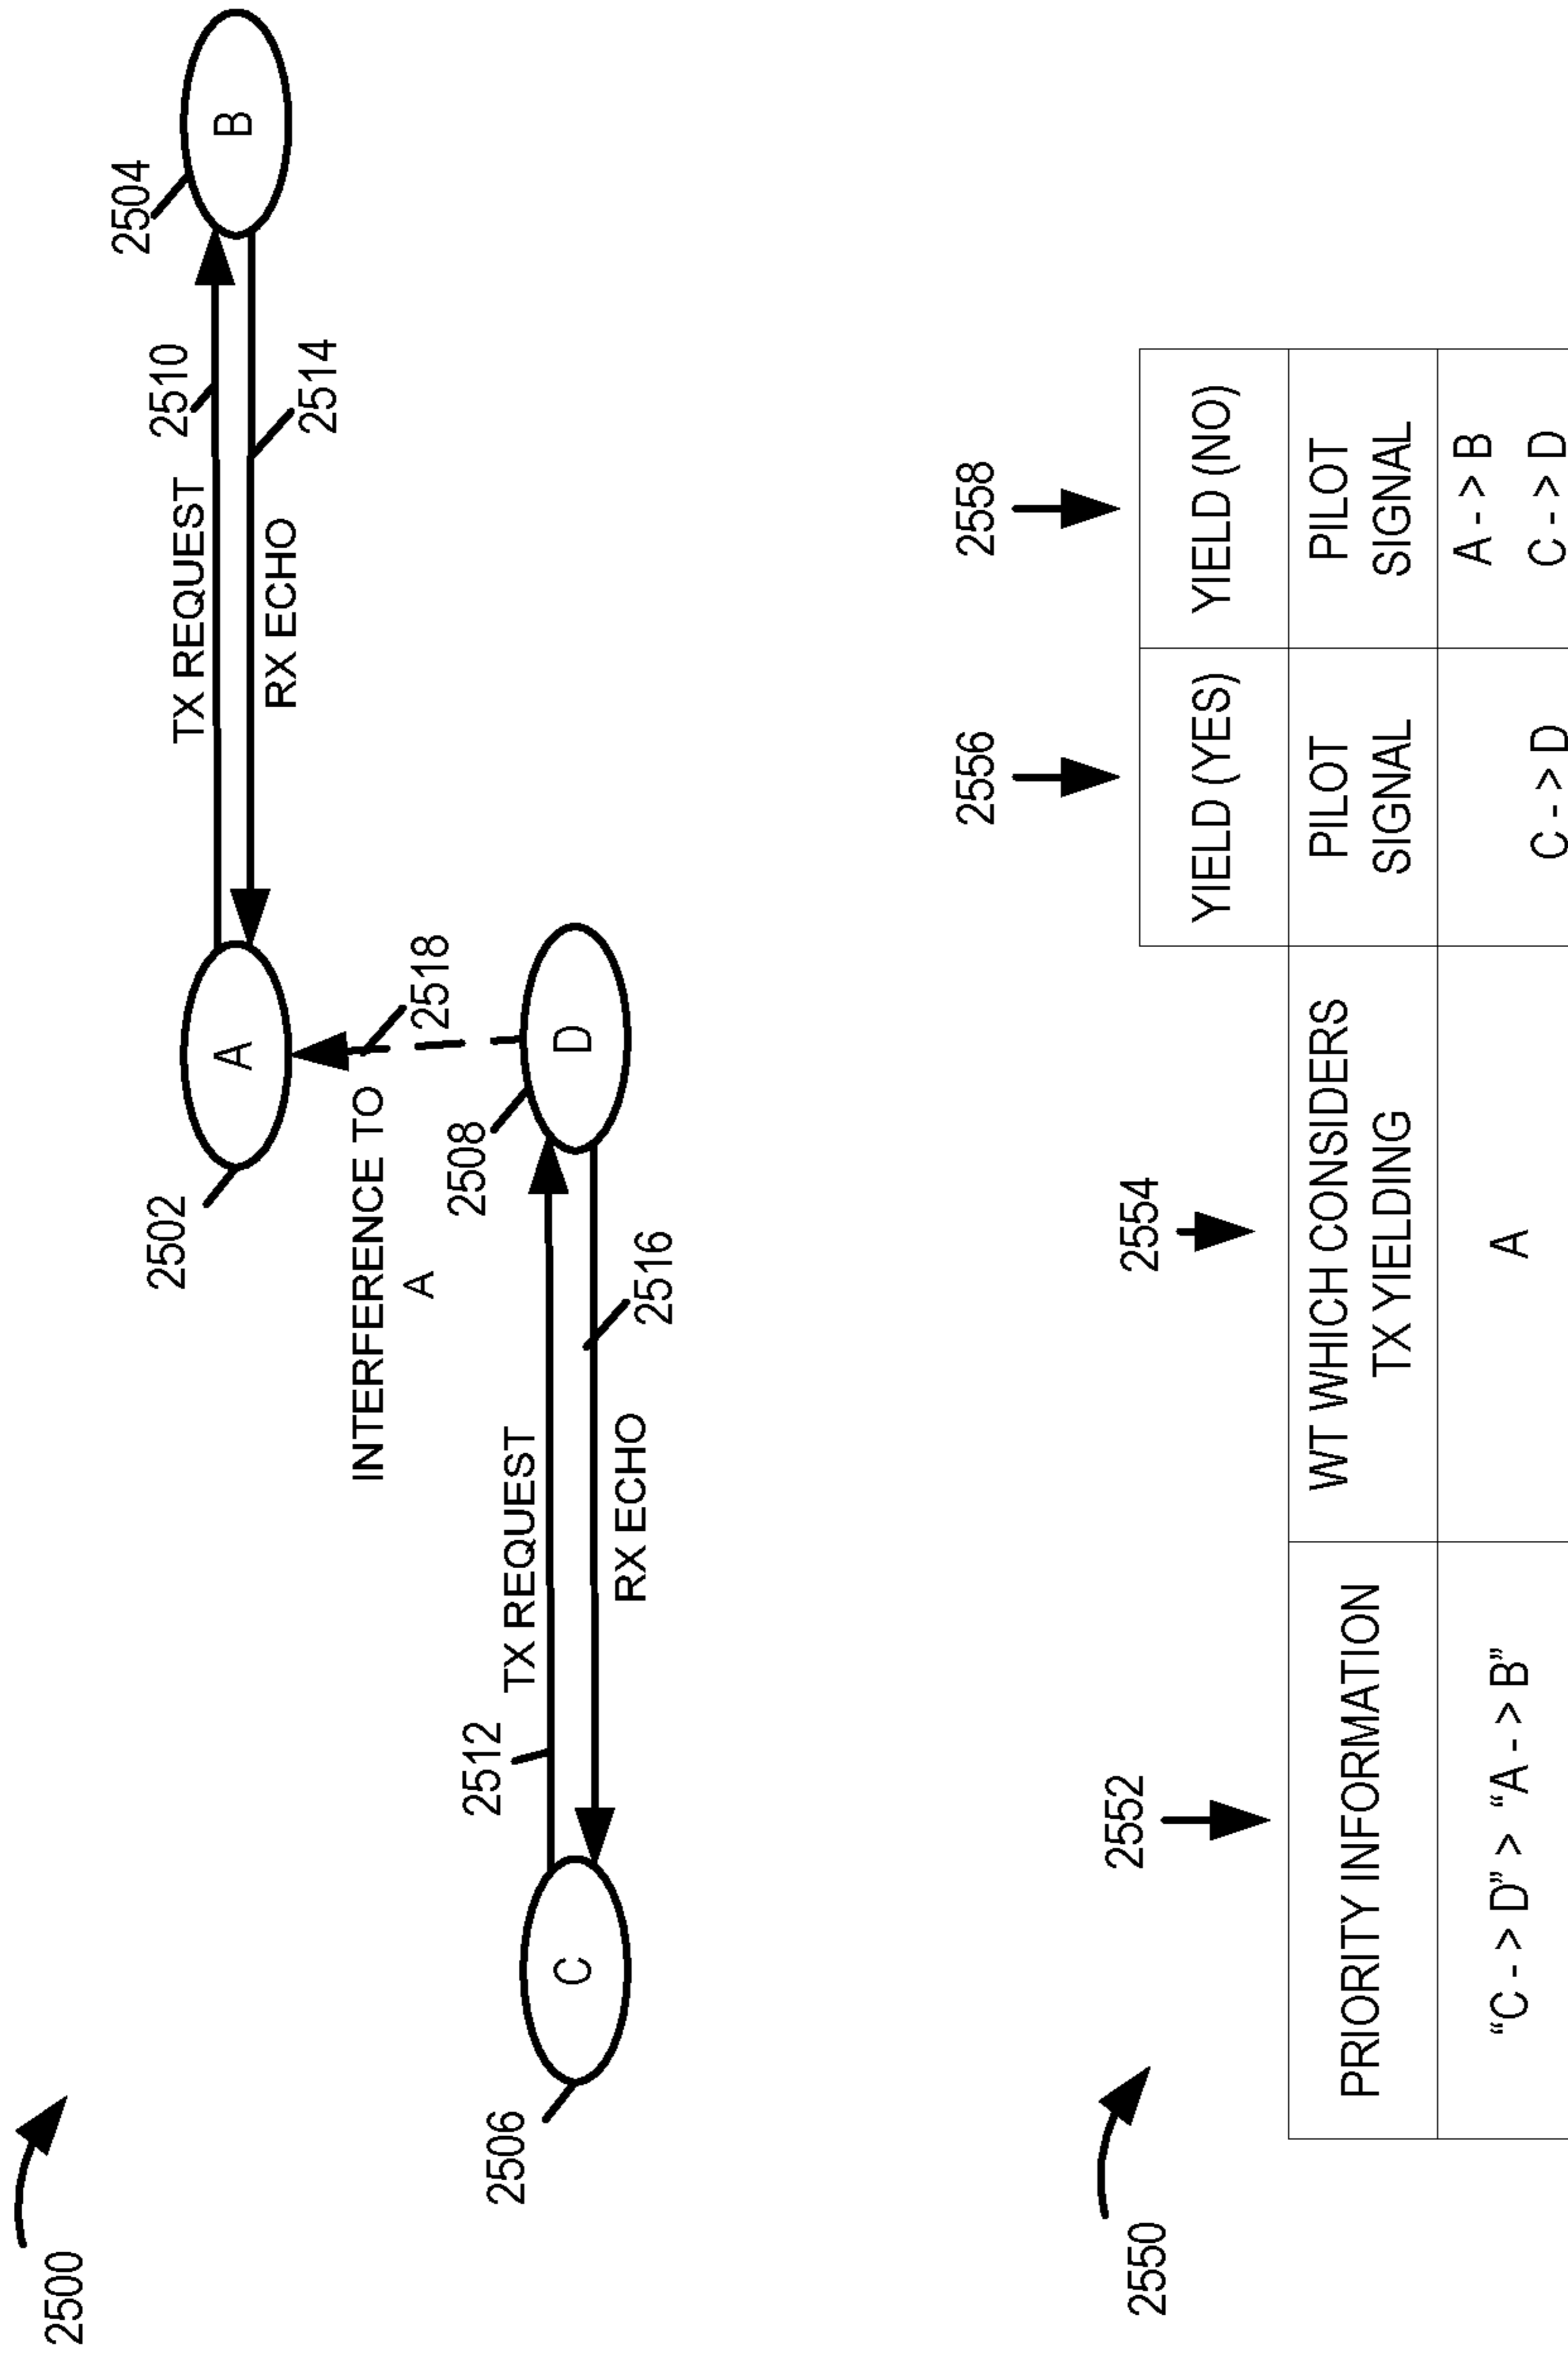 2500
2502
A
TX REQUEST
2510
2504
B
RX ECHO
2514
INTERFERENCE TO
A
2518
2506
C
2512
TX REQUEST
2508
D
RX ECHO
2516
2550
2552
2554
2556
2558
YIELD (YES)
YIELD (NO)
PRIORITY INFORMATION
WT WHICH CONSIDERS
TX YIELDING
PILOT
SIGNAL
PILOT
SIGNAL
“C - > D” > “A - > B”
A
C - > D
A - > B
C - > D